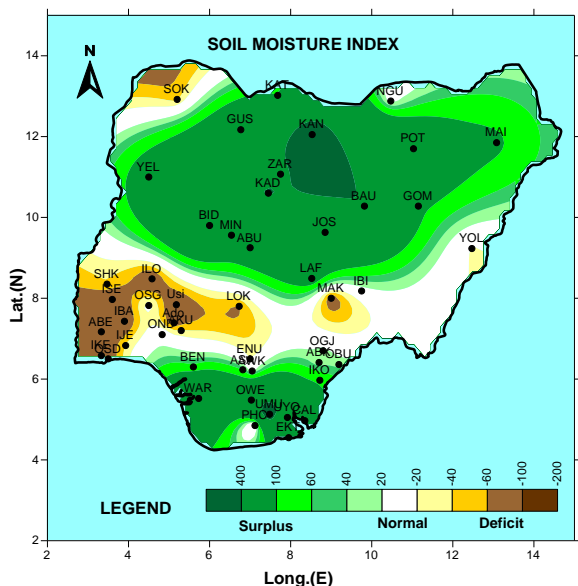 SOIL MOISTURE INDEX
N
14
12
10
8
6
4
2
Lat.(N)
SOK
KAT
NGU
GUS
KAN
POT
MAI
YEL
ZAR
KAD
BAU
GOM
BID
MIN
ABU
JOS
YOL
SHK
ILO
LAF
IBI
ISE
OSG
Usi
LOK
MAK
ABE
IBA
Ado
OND
IKE
IJE
OSD
BEN
ENU
AWK
OGJ
OBU
IKO
WAR
OWE
UMU
UYO
CAL
PHC
EKT
LEGEND
400
100
60
40
20
-20
-40
-60
-100
-200
Surplus
Normal
Deficit
2
4
6
8
10
12
14
Long.(E)